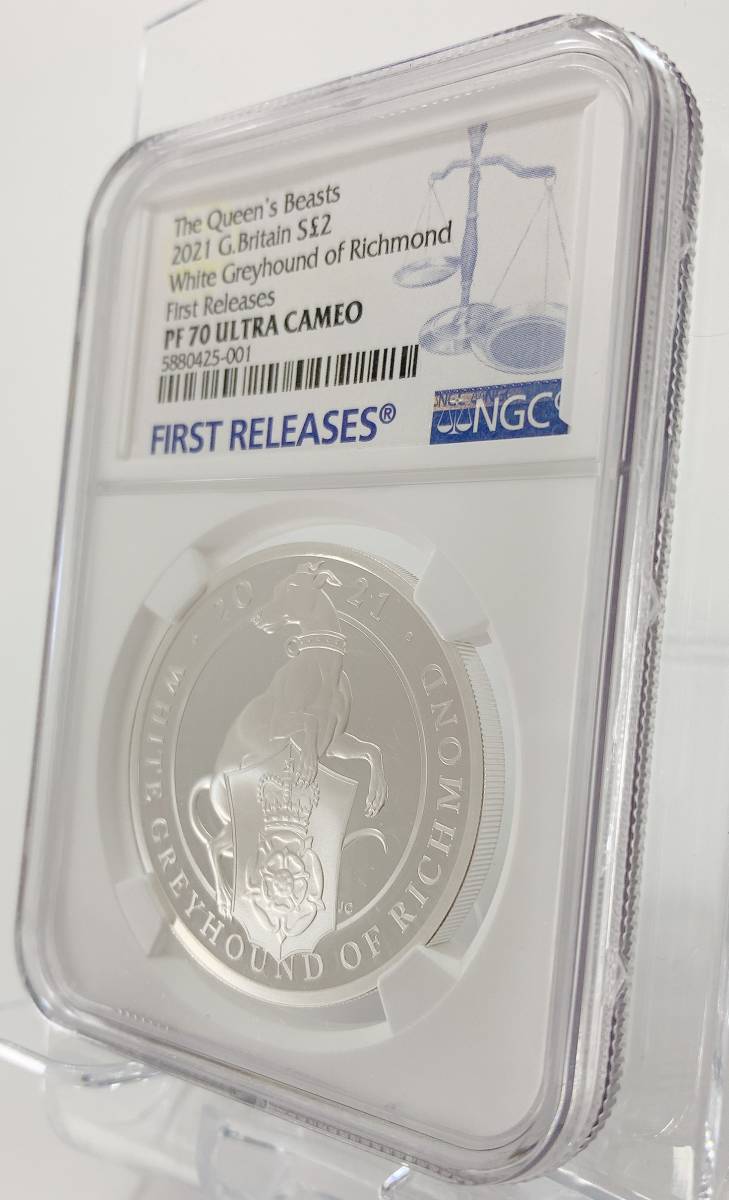 The Queen's Beasts
2021 G.Britain S£2
White Greyhound of Richmond
First Releases
PF 70 ULTRA CAMEO
5880425-001
FIRST RELEASES®
NGC
2021
WHITE GREYHOUND OF RICHMOND
JC